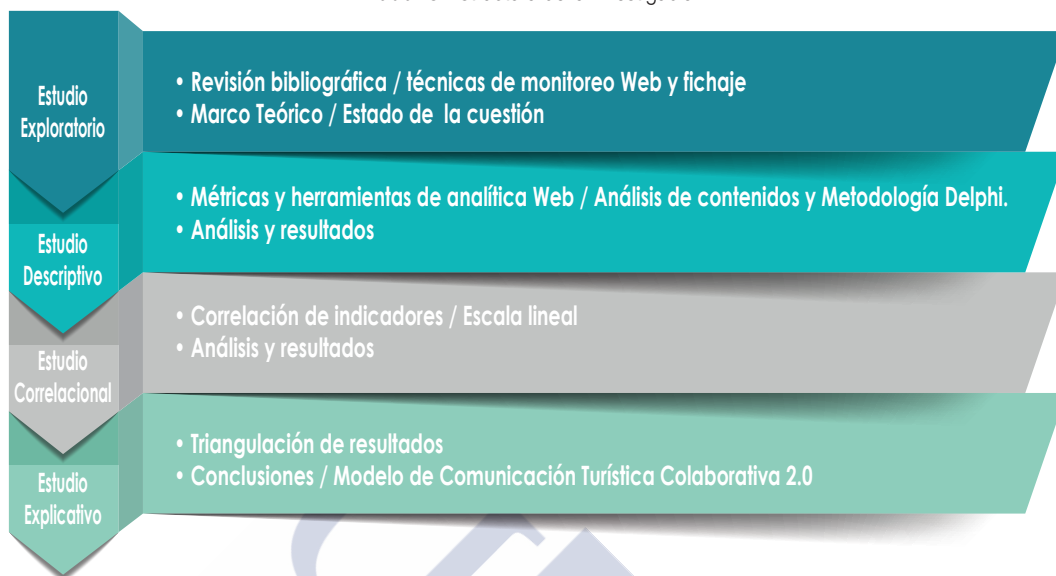 Estudio
Exploratorio
• Revisión bibliográfica / técnicas de monitoreo Web y fichaje
• Marco Teórico / Estado de la cuestión
Estudio
Descriptivo
• Métricas y herramientas de analítica Web / Análisis de contenidos y Metodología Delphi.
• Análisis y resultados
Estudio
Correlacional
• Correlación de indicadores / Escala lineal
• Análisis y resultados
Estudio
Explicativo
• Triangulación de resultados
• Conclusiones / Modelo de Comunicación Turística Colaborativa 2.0